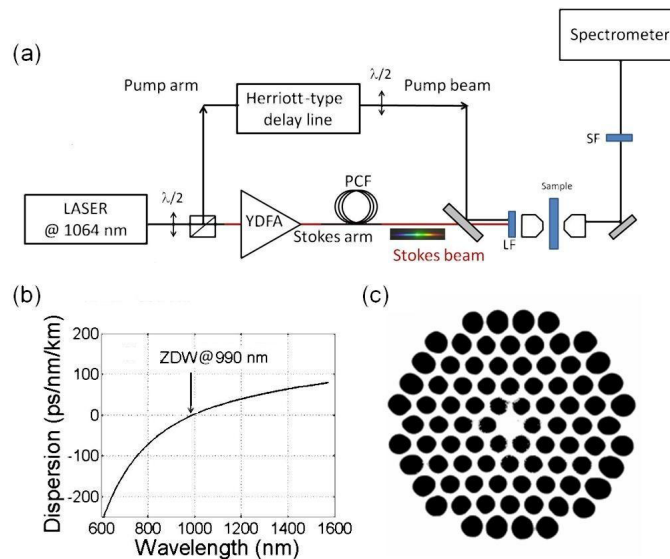 (a)
Spectrometer
Pump arm
λ/2
Pump beam
Herriott-type
delay line
SF
PCF
Sample
λ/2
LASER
@ 1064 nm
YDFA
Stokes arm
LF
Stokes beam
(b)
(c)
200
ZDW@990 nm
100
0
-100
-200
Dispersion (ps/nm/km)
600 800 1000 1200 1400 1600
Wavelength (nm)